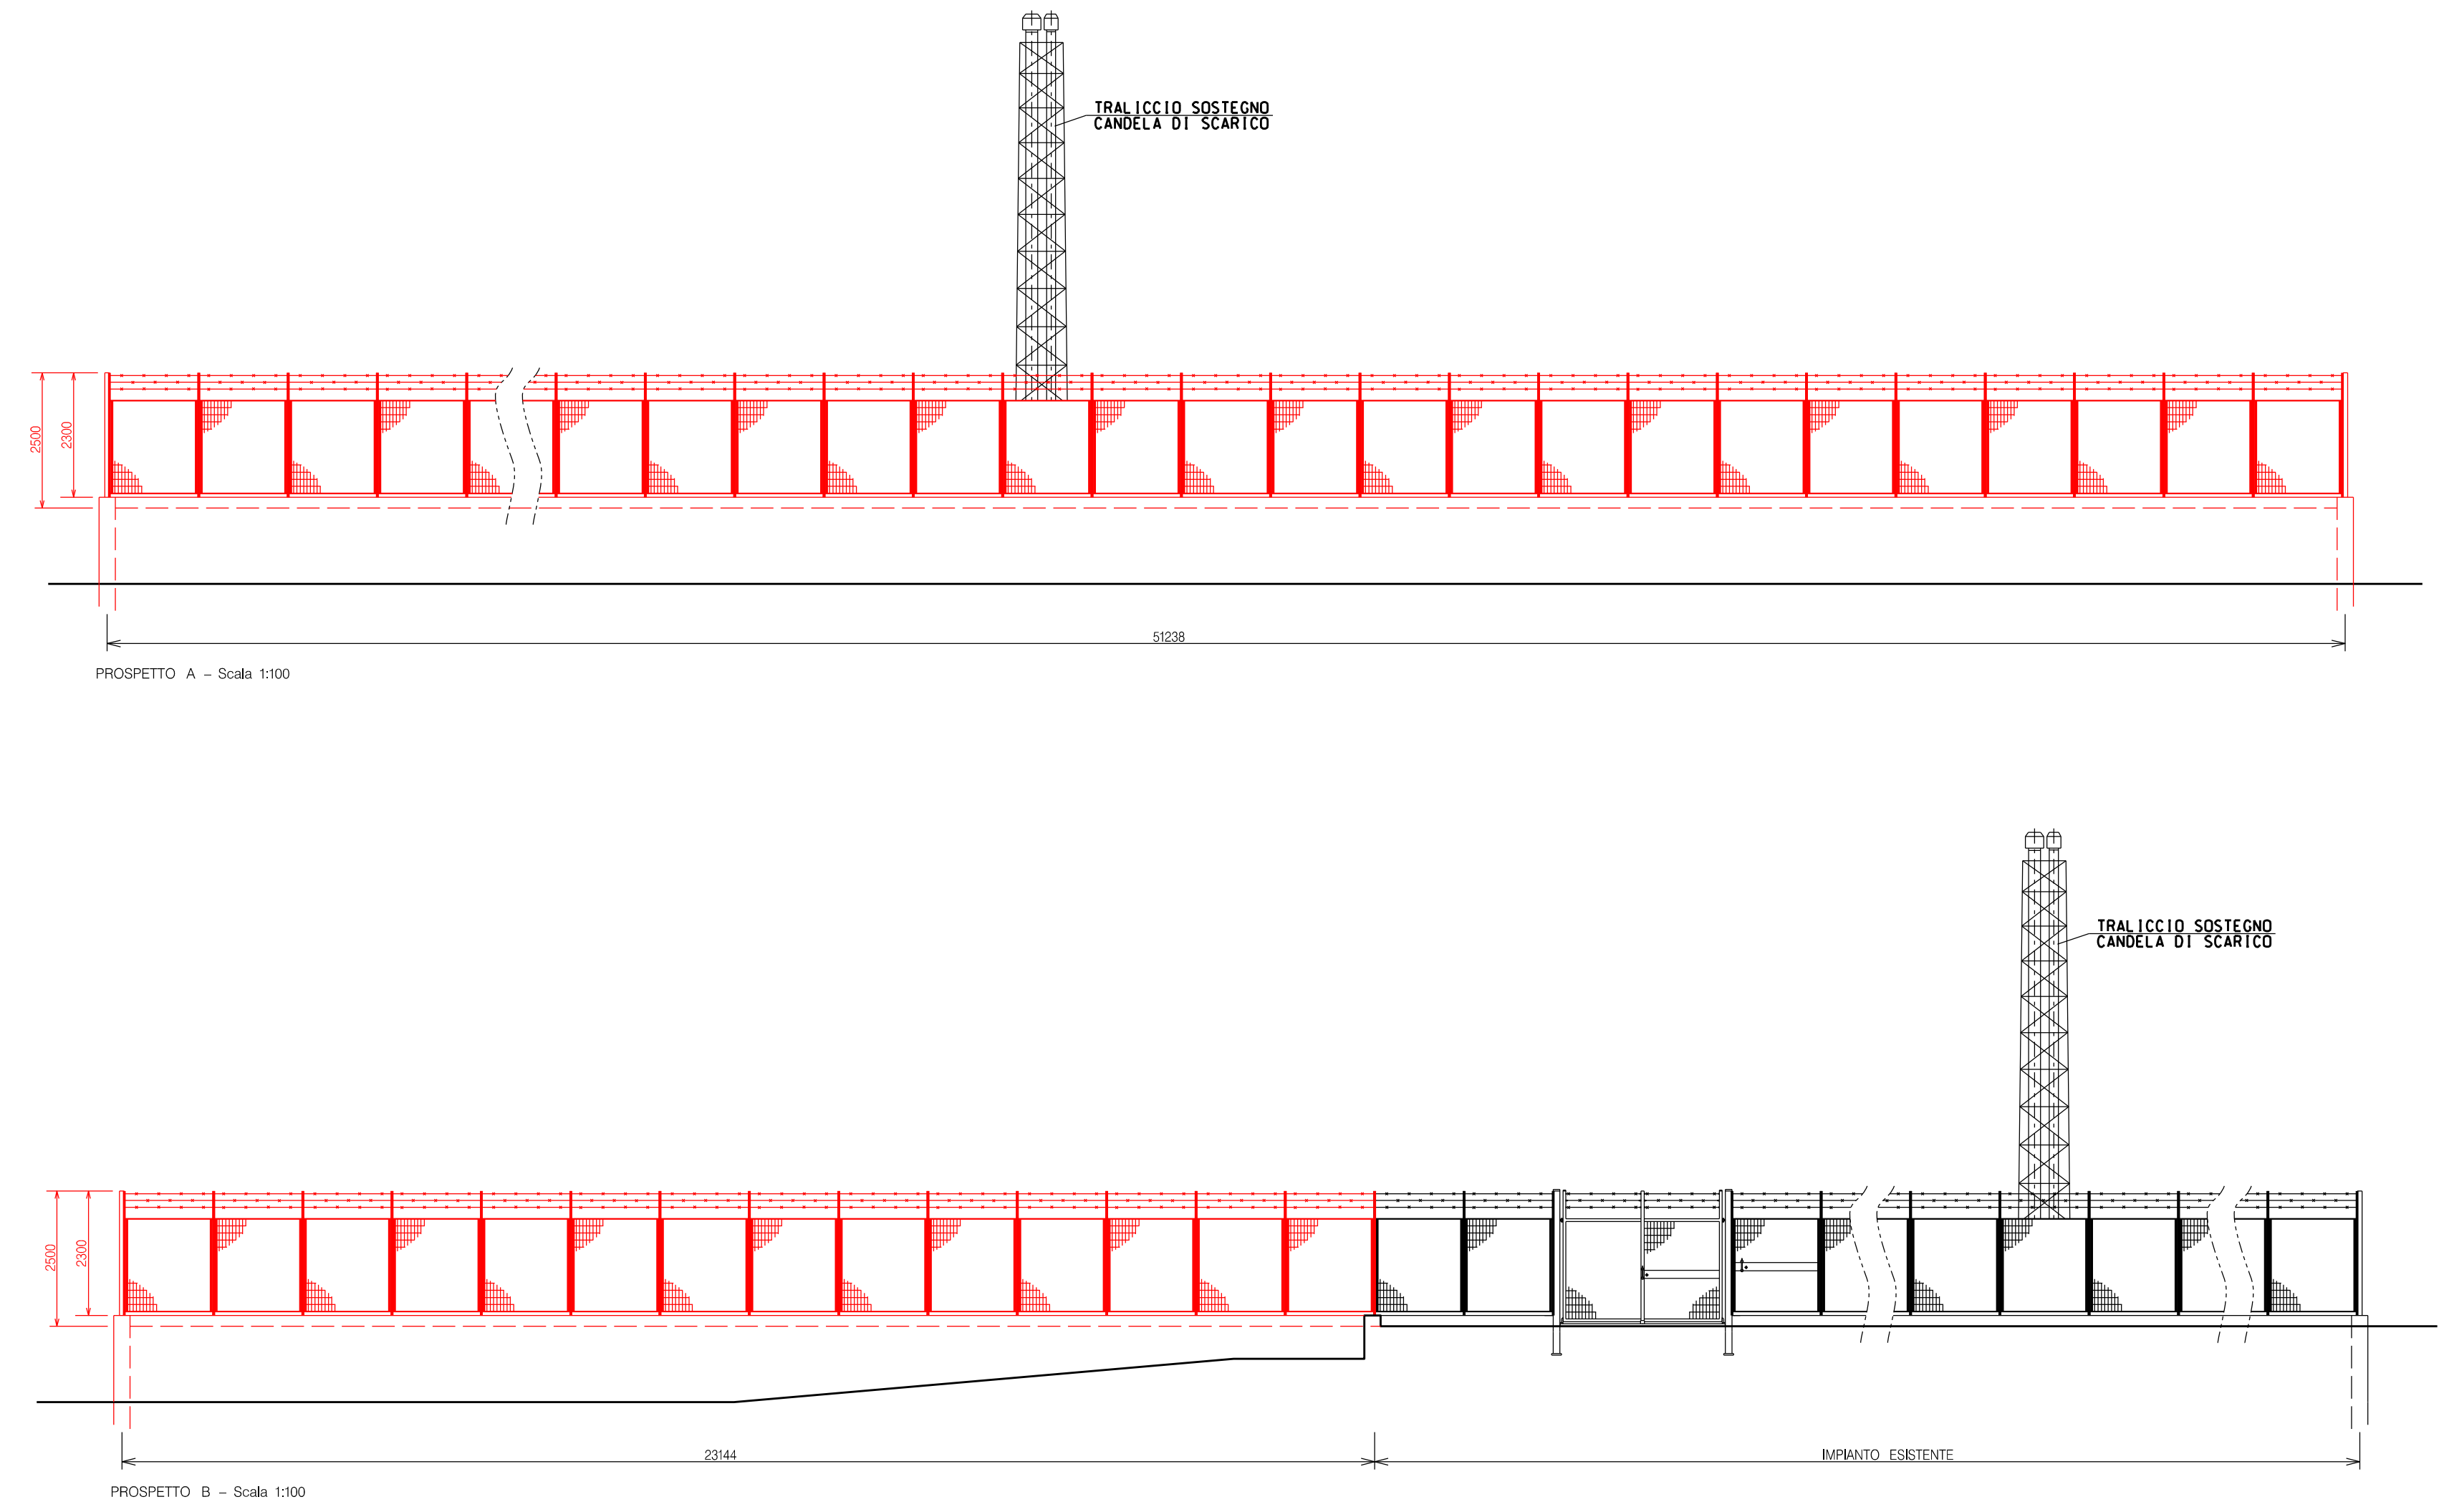 TRALICCIO SOSTEGNO
CANDELA DI SCARICO
2500
2300
51238
PROSPETTO A – Scala 1:100
TRALICCIO SOSTEGNO
CANDELA DI SCARICO
2500
2300
23144
IMPIANTO ESISTENTE
PROSPETTO B – Scala 1:100